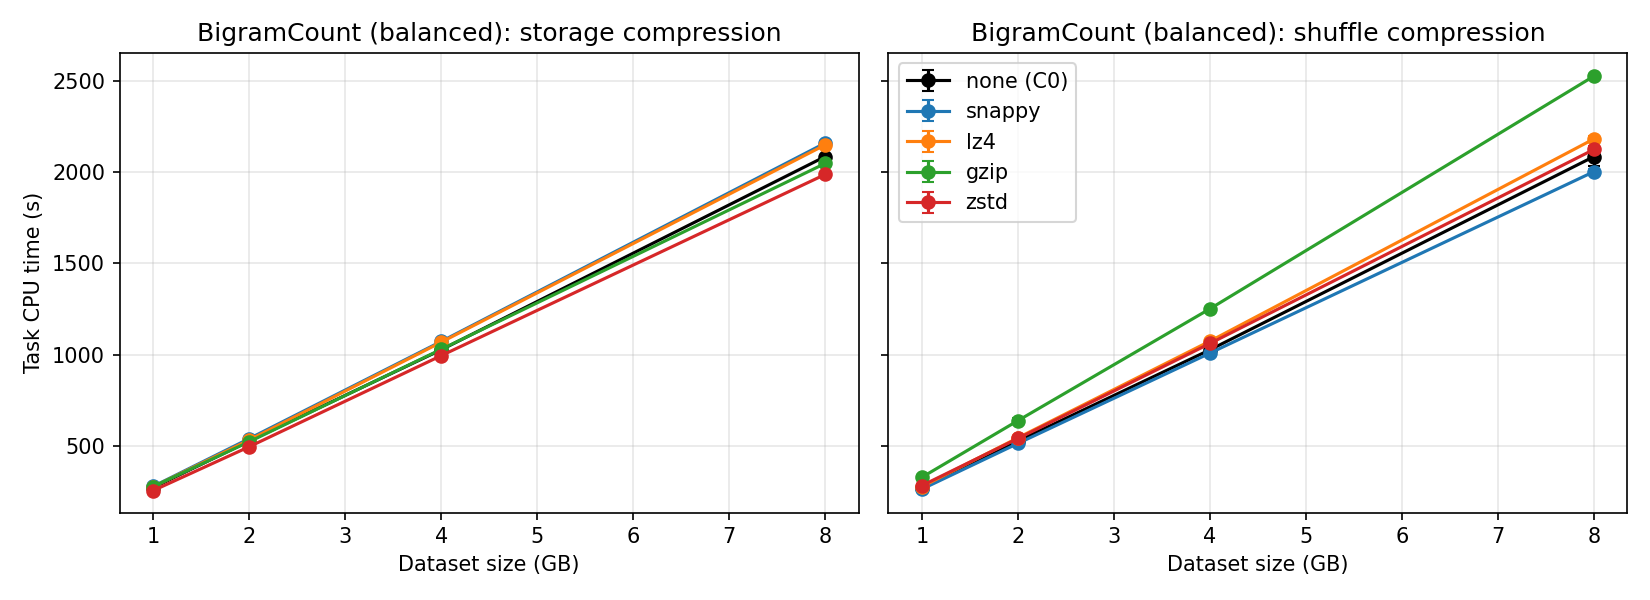 BigramCount (balanced): storage compression
Task CPU time (s)
2500
2000
1500
1000
500
1 2 3 4 5 6 7 8
Dataset size (GB)
BigramCount (balanced): shuffle compression
none (C0)
snappy
lz4
gzip
zstd
1 2 3 4 5 6 7 8
Dataset size (GB)